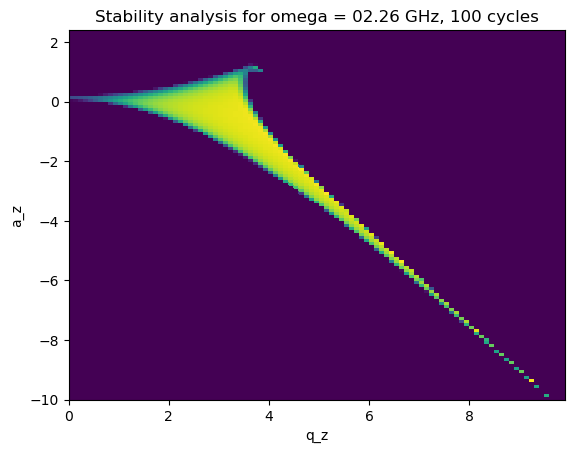 Stability analysis for omega = 02.26 GHz, 100 cycles
2
0
−2
−4
−6
−8
−10
a_z
0 2 4 6 8
q_z